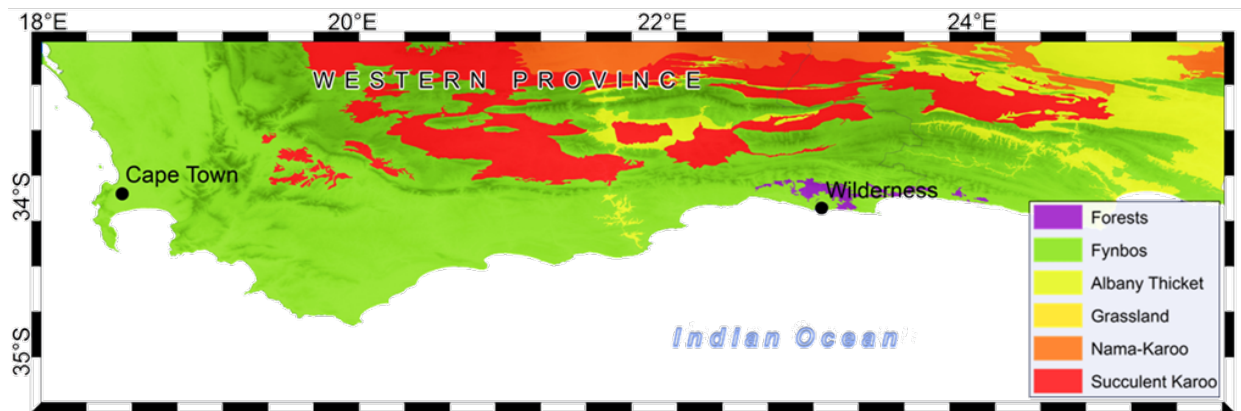 18°E 20°E 22°E 24°E
WESTERN PROVINCE
Cape Town
Wilderness
34°S
35°S
Indian Ocean
Forests
Fynbos
Albany Thicket
Grassland
Nama-Karoo
Succulent Karoo